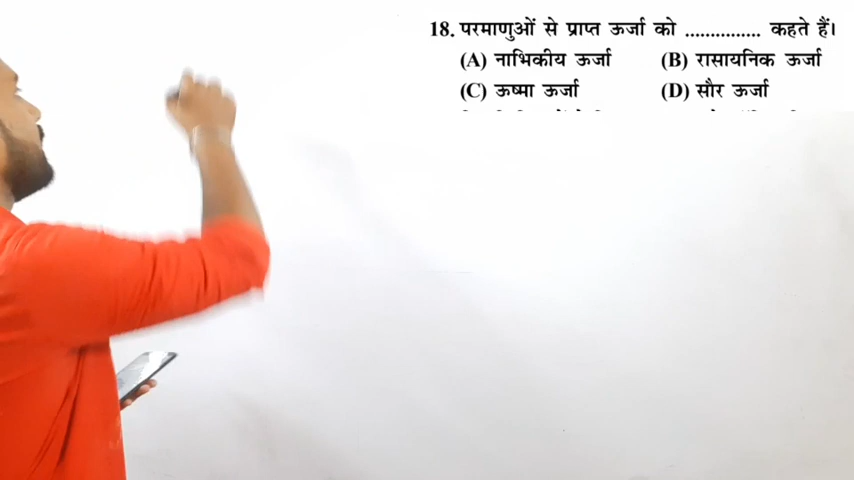 18. परमाणुओं से प्राप्त ऊर्जा को ............... कहते हैं।
(A) नाभिकीय ऊर्जा (B) रासायनिक ऊर्जा
(C) ऊष्मा ऊर्जा (D) सौर ऊर्जा